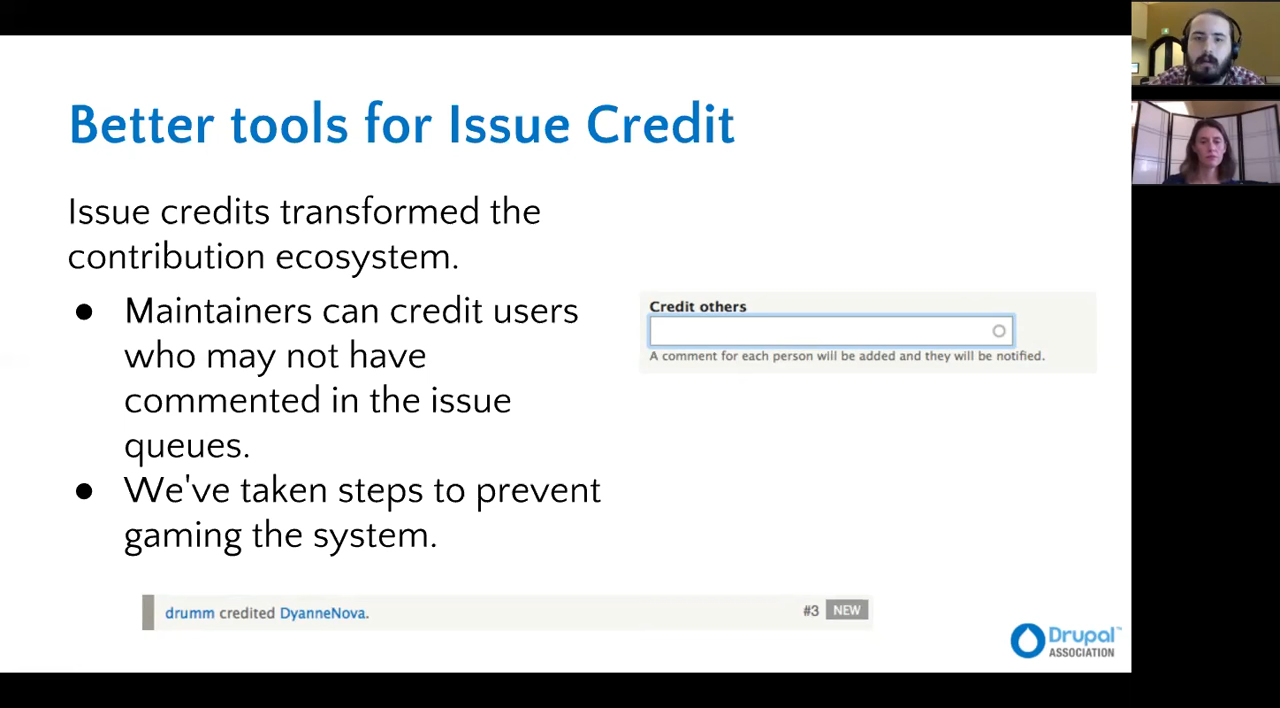 Better tools for Issue Credit
Issue credits transformed the
contribution ecosystem.
● Maintainers can credit users
who may not have
commented in the issue
queues.
● We've taken steps to prevent
gaming the system.
Credit others
A comment for each person will be added and they will be notified.
drumm credited DyanneNova.
#3 NEW
Drupal™
ASSOCIATION